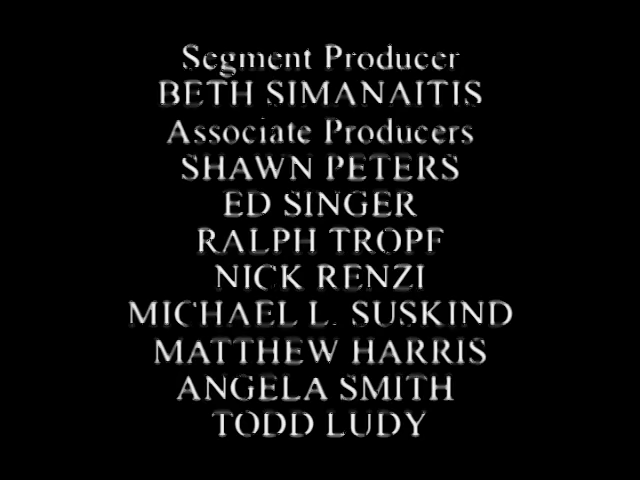 Segment Producer
BETH SIMANAITIS
Associate Producers
SHAWN PETERS
ED SINGER
RALPH TROPF
NICK RENZI
MICHAEL L. SUSKIND
MATTHEW HARRIS
ANGELA SMITH
TODD LUDY